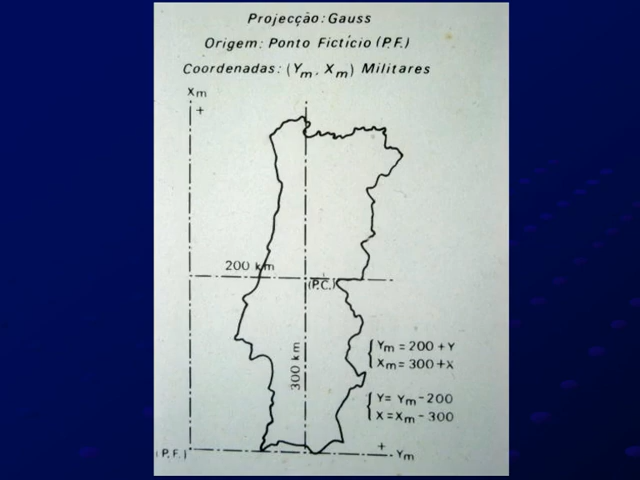 Projecção: Gauss
Origem: Ponto Fictício (P.F.)
Coordenadas: (Ym, Xm) Militares
Xm
+
200 km
(P.C.)
300 km
Ym = 200 + Y
Xm = 300 + X
Y = Ym - 200
X = Xm - 300
+
(P.F.)
Ym